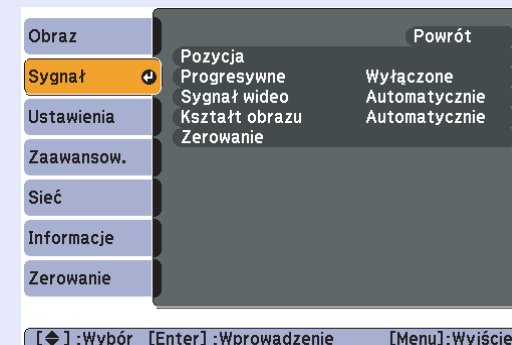 Obraz
Sygnał
Ustawienia
Zaawansow.
Sieć
Informacje
Zerowanie
Powrót
Pozycja
Progresywne Wyłączone
Sygnał wideo Automatycznie
Kształt obrazu Automatycznie
Zerowanie
[◆] :Wybór [Enter] :Wprowadzenie [Menu]:Wyjście